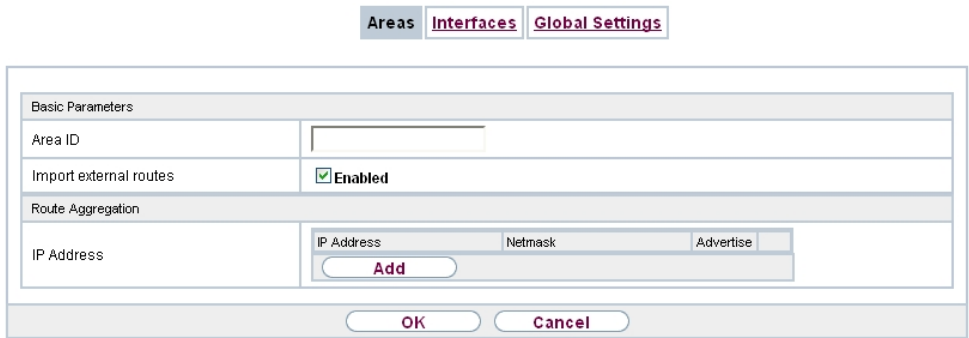 Areas Interfaces Global Settings
Basic Parameters
Area ID
Import external routes Enabled
Route Aggregation
IP Address
IP Address Netmask Advertise
Add
OK Cancel